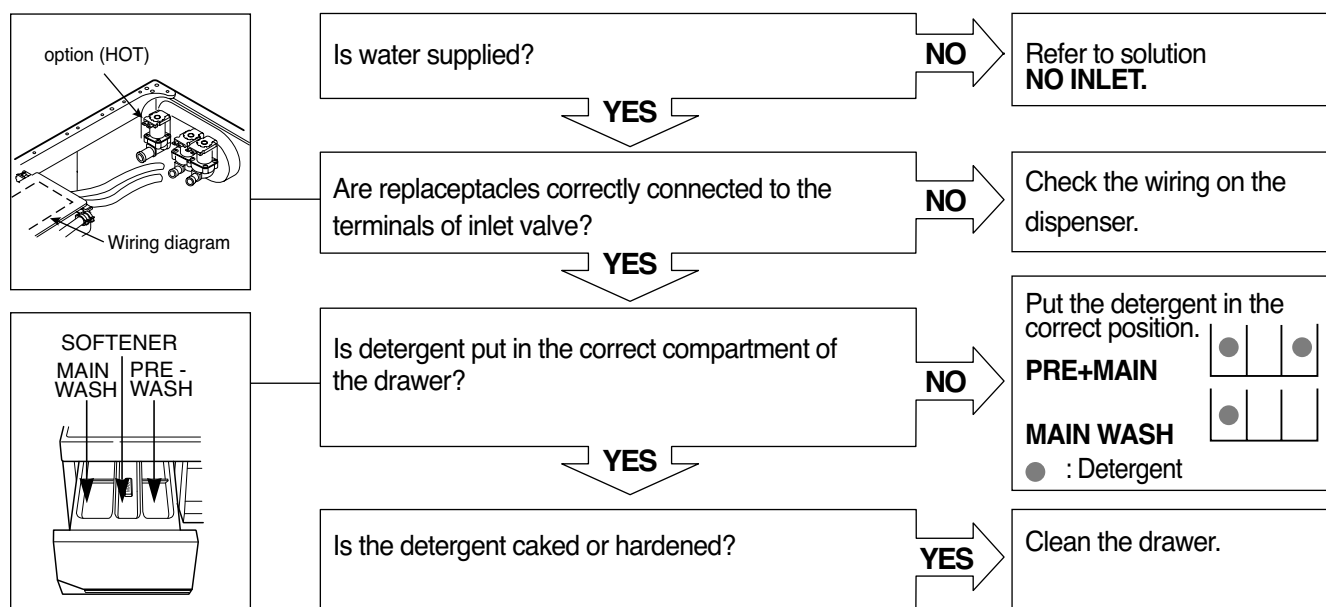 option (HOT)
Wiring diagram
Is water supplied?
NO
Refer to solution
NO INLET.
YES
Are replaceptacles correctly connected to the
terminals of inlet valve?
NO
Check the wiring on the
dispenser.
YES
SOFTENER
MAIN PRE -
WASH WASH
Is detergent put in the correct compartment of
the drawer?
NO
Put the detergent in the
correct position.
PRE+MAIN
MAIN WASH
: Detergent
YES
Is the detergent caked or hardened?
YES
Clean the drawer.